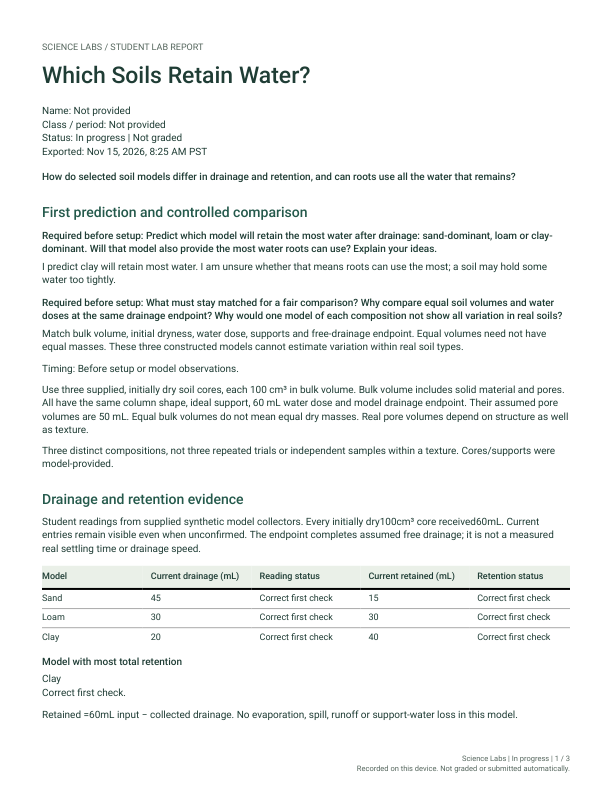 SCIENCE LABS / STUDENT LAB REPORT
Which Soils Retain Water?
Name: Not provided
Class / period: Not provided
Status: In progress | Not graded
Exported: Nov 15, 2026, 8:25 AM PST
How do selected soil models differ in drainage and retention, and can roots use all the water that remains?
First prediction and controlled comparison
Required before setup: Predict which model will retain the most water after drainage: sand-dominant, loam or clay-
dominant. Will that model also provide the most water roots can use? Explain your ideas.
I predict clay will retain most water. I am unsure whether that means roots can use the most; a soil may hold some
water too tightly.
Required before setup: What must stay matched for a fair comparison? Why compare equal soil volumes and water
doses at the same drainage endpoint? Why would one model of each composition not show all variation in real soils?
Match bulk volume, initial dryness, water dose, supports and free-drainage endpoint. Equal volumes need not have
equal masses. These three constructed models cannot estimate variation within real soil types.
Timing: Before setup or model observations.
Use three supplied, initially dry soil cores, each 100 cm³ in bulk volume. Bulk volume includes solid material and pores.
All have the same column shape, ideal support, 60 mL water dose and model drainage endpoint. Their assumed pore
volumes are 50 mL. Equal bulk volumes do not mean equal dry masses. Real pore volumes depend on structure as well
as texture.
Three distinct compositions, not three repeated trials or independent samples within a texture. Cores/supports were
model-provided.
Drainage and retention evidence
Student readings from supplied synthetic model collectors. Every initially dry100cm³ core received60mL. Current
entries remain visible even when unconfirmed. The endpoint completes assumed free drainage; it is not a measured
real settling time or drainage speed.
Model Current drainage (mL) Reading status Current retained (mL) Retention status
Sand 45 Correct first check 15 Correct first check
Loam 30 Correct first check 30 Correct first check
Clay 20 Correct first check 40 Correct first check
Model with most total retention
Clay
Correct first check.
Retained =60mL input − collected drainage. No evaporation, spill, runoff or support-water loss in this model.
Science Labs | In progress | 1 / 3
Recorded on this device. Not graded or submitted automatically.